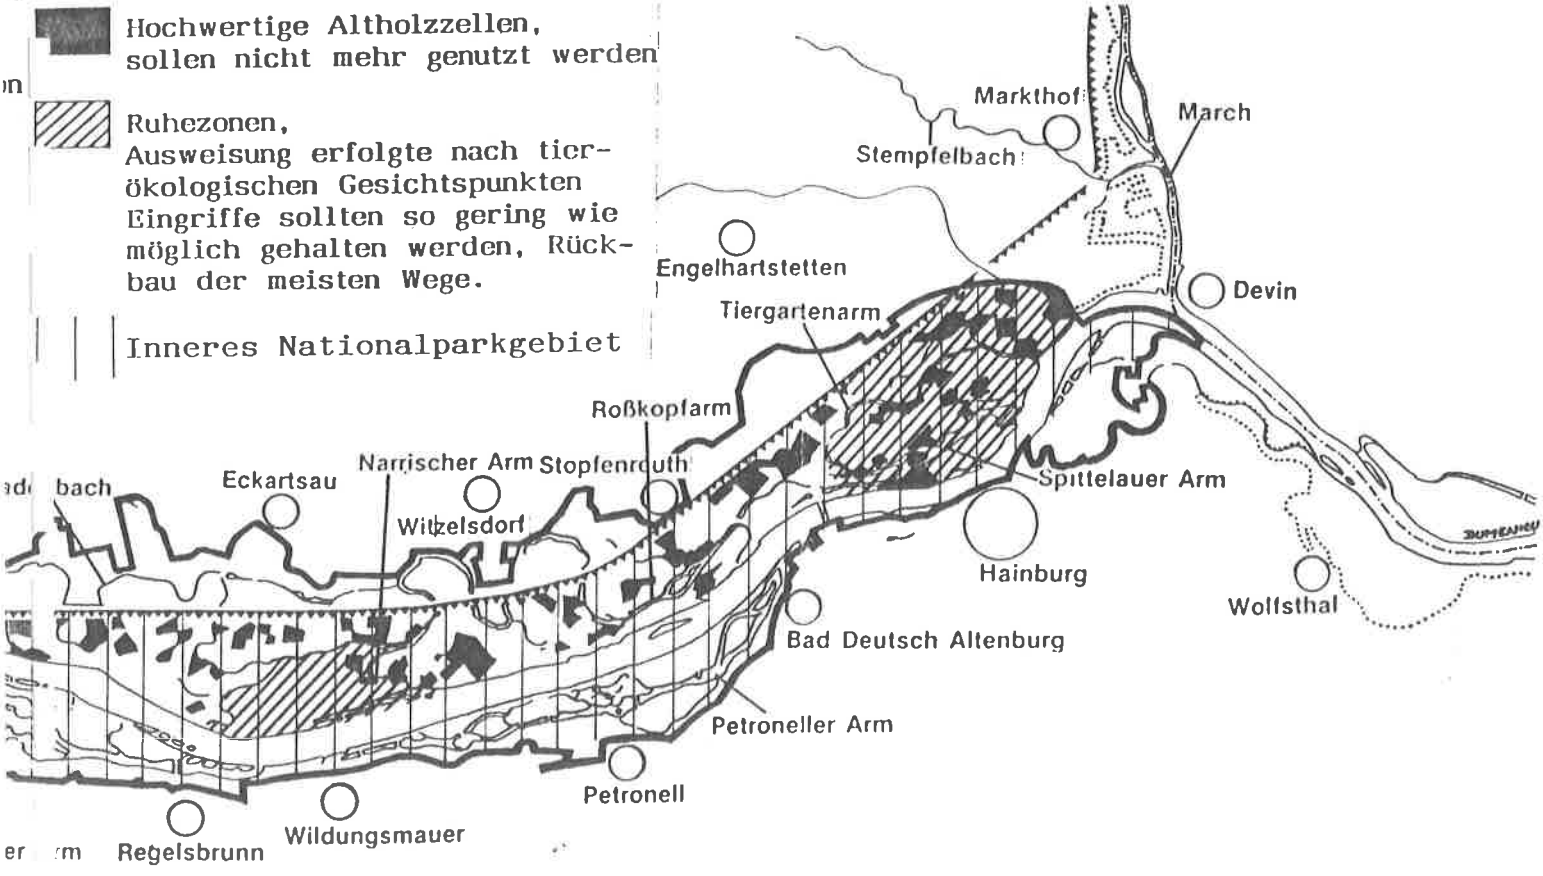 Hochwertige Altholzzellen,
sollen nicht mehr genutzt werden
Ruhezonen,
Ausweisung erfolgte nach tier-
ökologischen Gesichtspunkten
Eingriffe sollten so gering wie
möglich gehalten werden, Rück-
bau der meisten Wege.
Inneres Nationalparkgebiet
Markthof
March
Stempfelbach
Engelhartstetten
Devin
Tiergartenarm
Roßkopfarm
Narrischer Arm
Stopfenreuth
Eckartsau
bach
Witzelsdorf
Spittelauer Arm
Hainburg
Wolfsthal
Bad Deutsch Altenburg
Petroneller Arm
Petronell
Wildungsmauer
Regelsbrunn